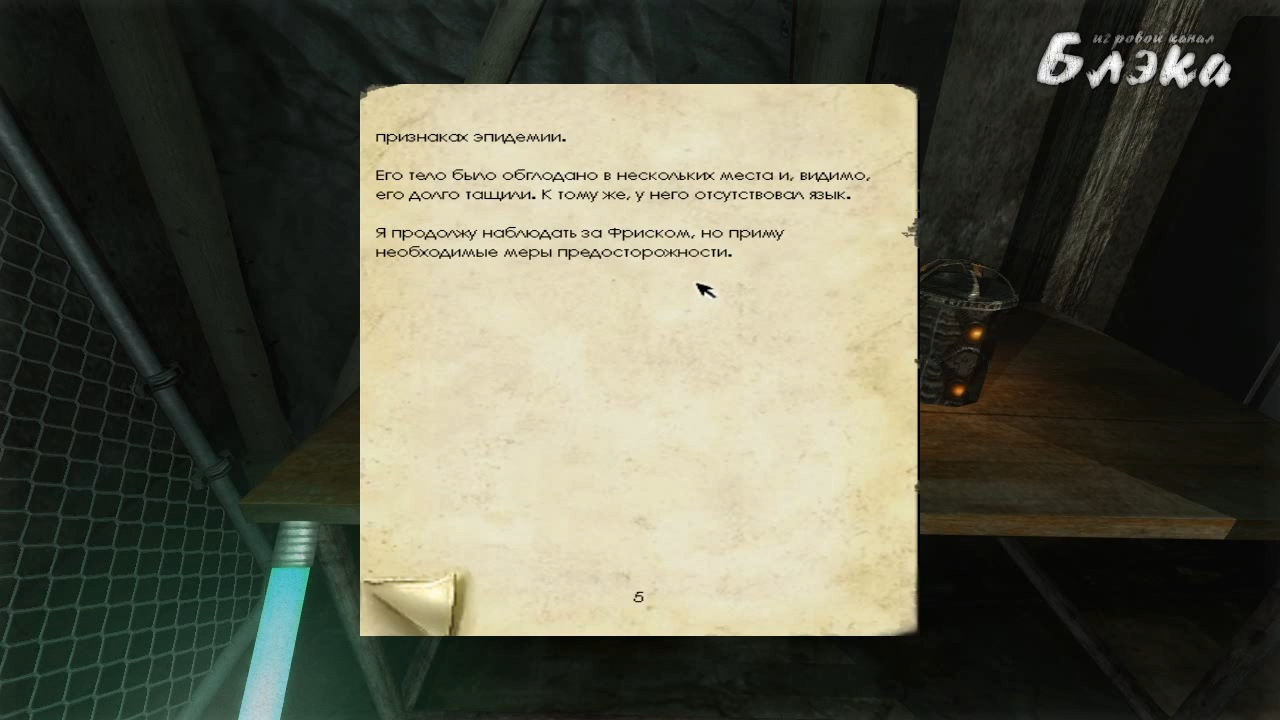 игровой канал
Блэка
признаках эпидемии.
Его тело было обглодано в нескольких места и, видимо,
его долго тащили. К тому же, у него отсутствовал язык.
Я продолжу наблюдать за Фриском, но приму
необходимые меры предосторожности.
5